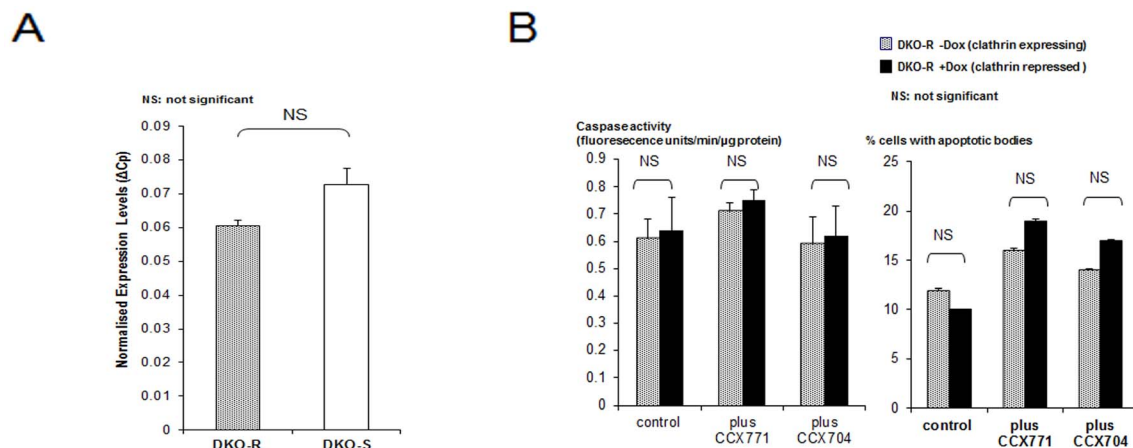 A
NS: not significant
NS
Normalised Expression Levels (ΔCp)
0.09
0.08
0.07
0.06
0.05
0.04
0.03
0.02
0.01
0
DKO-R
DKO-S
B
DKO-R -Dox (clathrin expressing)
DKO-R +Dox (clathrin repressed )
NS: not significant
Caspase activity
(fluoresecence units/min/µg protein)
0.9
0.8
0.7
0.6
0.5
0.4
0.3
0.2
0.1
0
NS
NS
NS
control
plus
CCX771
plus
CCX704
% cells with apoptotic bodies
25
20
15
10
5
0
NS
NS
NS
control
plus
CCX771
plus
CCX704